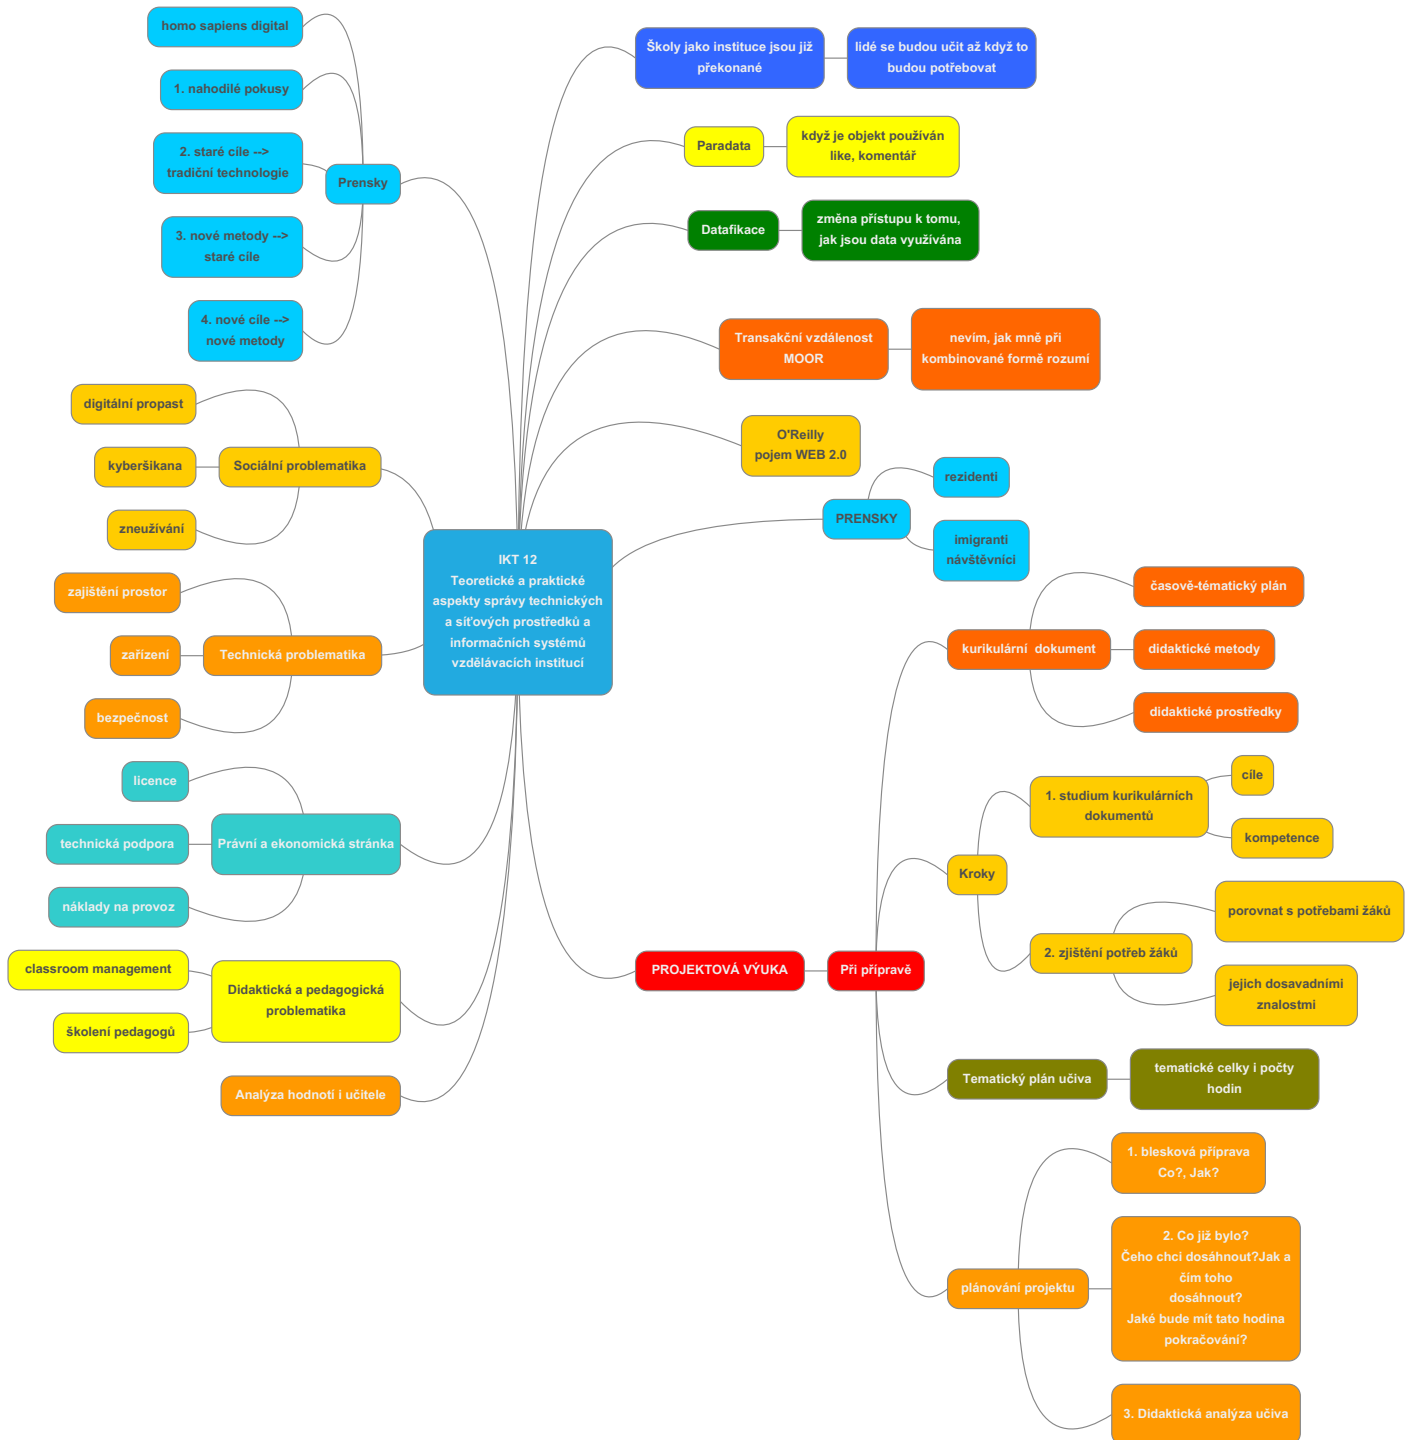 homo sapiens digital
1. nahodilé pokusy
2. staré cíle -->
tradiční technologie
Prensky
3. nové metody -->
staré cíle
4. nové cíle -->
nové metody
digitální propast
kyberšikana
Sociální problematika
zneužívání
zajištění prostor
zařízení
Technická problematika
bezpečnost
licence
technická podpora
Právní a ekonomická stránka
náklady na provoz
classroom management
Didaktická a pedagogická
problematika
školení pedagogů
Analýza hodnotí i učitele
IKT 12
Teoretické a praktické
aspekty správy technických
a síťových prostředků a
informačních systémů
vzdělávacích institucí
Školy jako instituce jsou již
překonané
lidé se budou učit až když to
budou potřebovat
Paradata
když je objekt používán
like, komentář
Datafikace
změna přístupu k tomu,
jak jsou data využívána
Transakční vzdálenost
MOOR
nevím, jak mně při
kombinované formě rozumí
O'Reilly
pojem WEB 2.0
PRENSKY
rezidenti
imigranti
návštěvníci
PROJEKTOVÁ VÝUKA
Při přípravě
kurikulární dokument
časově-tématický plán
didaktické metody
didaktické prostředky
Kroky
1. studium kurikulárních
dokumentů
cíle
kompetence
2. zjištění potřeb žáků
porovnat s potřebami žáků
jejich dosavadními
znalostmi
Tematický plán učiva
tematické celky i počty
hodin
plánování projektu
1. blesková příprava
Co?, Jak?
2. Co již bylo?
Čeho chci dosáhnout?Jak a
čím toho
dosáhnout?
Jaké bude mít tato hodina
pokračování?
3. Didaktická analýza učiva